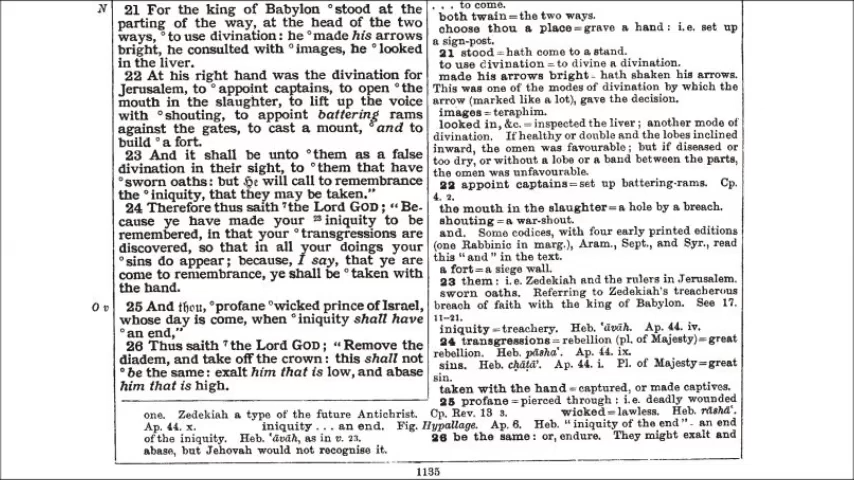 N
21 For the king of Babylon °stood at the
parting of the way, at the head of the two
ways, °to use divination: he °made his arrows
bright, he consulted with °images, he °looked
in the liver.
22 At his right hand was the divination for
Jerusalem, to °appoint captains, to open °the
mouth in the slaughter, to lift up the voice
with °shouting, to appoint battering rams
against the gates, to cast a mount, °and to
build °a fort.
23 And it shall be unto °them as a false
divination in their sight, to °them that have
°sworn oaths: but He will call to remembrance
the °iniquity, that they may be taken."
24 Therefore thus saith ⁷the Lord GOD; "Be-
cause ye have made your ²³iniquity to be
remembered, in that your °transgressions are
discovered, so that in all your doings your
°sins do appear; because, I say, that ye are
come to remembrance, ye shall be °taken with
the hand.
O v
25 And thou, °profane °wicked prince of Israel,
whose day is come, when °iniquity shall have
°an end,"
26 Thus saith ⁷the Lord GOD; "Remove the
diadem, and take off the crown: this shall not
°be the same: exalt him that is low, and abase
him that is high.
. . . to come.
both twain = the two ways.
choose thou a place = grave a hand: i.e. set up
a sign-post.
21 stood = hath come to a stand.
to use divination = to divine a divination.
made his arrows bright - hath shaken his arrows.
This was one of the modes of divination by which the
arrow (marked like a lot), gave the decision.
images = teraphim.
looked in, &c. = inspected the liver; another mode of
divination. If healthy or double and the lobes inclined
inward, the omen was favourable; but if diseased or
too dry, or without a lobe or a band between the parts,
the omen was unfavourable.
22 appoint captains = set up battering-rams. Cp.
4. 2.
the mouth in the slaughter = a hole by a breach.
shouting = a war-shout.
and. Some codices, with four early printed editions
(one Rabbinic in marg.), Aram., Sept., and Syr., read
this "and" in the text.
a fort = a siege wall.
23 them: i.e. Zedekiah and the rulers in Jerusalem.
sworn oaths. Referring to Zedekiah's treacherous
breach of faith with the king of Babylon. See 17.
11-21.
iniquity = treachery. Heb. 'āvāh. Ap. 44. iv.
24 transgressions = rebellion (pl. of Majesty) = great
rebellion. Heb. pāsha'. Ap. 44. ix.
sins. Heb. chāṭā'. Ap. 44. i. Pl. of Majesty = great
sin.
taken with the hand = captured, or made captives.
25 profane = pierced through: i.e. deadly wounded
one. Zedekiah a type of the future Antichrist. Cp. Rev. 13 3. wicked = lawless. Heb. rāshā'.
Ap. 44. x. iniquity . . . an end. Fig. Hypallage. Ap. 6. Heb. "iniquity of the end" - an end
of the iniquity. Heb. 'āvāh, as in v. 23. 26 be the same: or, endure. They might exalt and
abase, but Jehovah would not recognise it.
1135